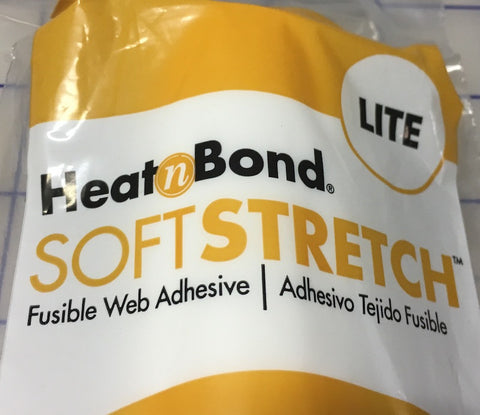 LITE
HeatnBond®
SOFTSTRETCH™
Fusible Web Adhesive | Adhesivo Tejido Fusible